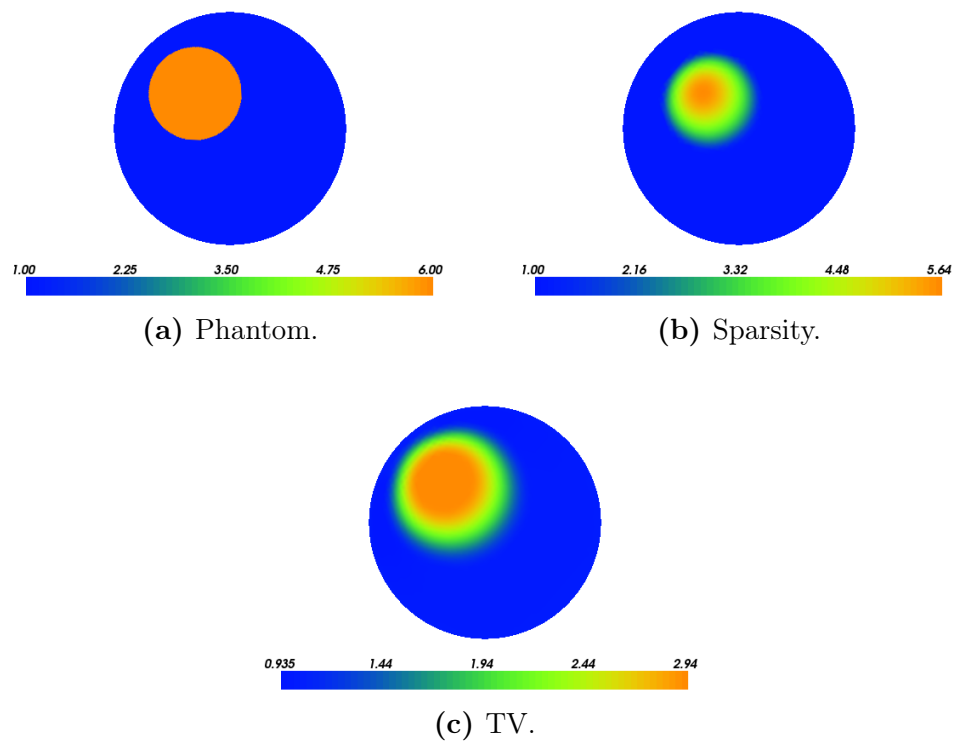 1.00 2.25 3.50 4.75 6.00
(a) Phantom.
1.00 2.16 3.32 4.48 5.64
(b) Sparsity.
0.935 1.44 1.94 2.44 2.94
(c) TV.